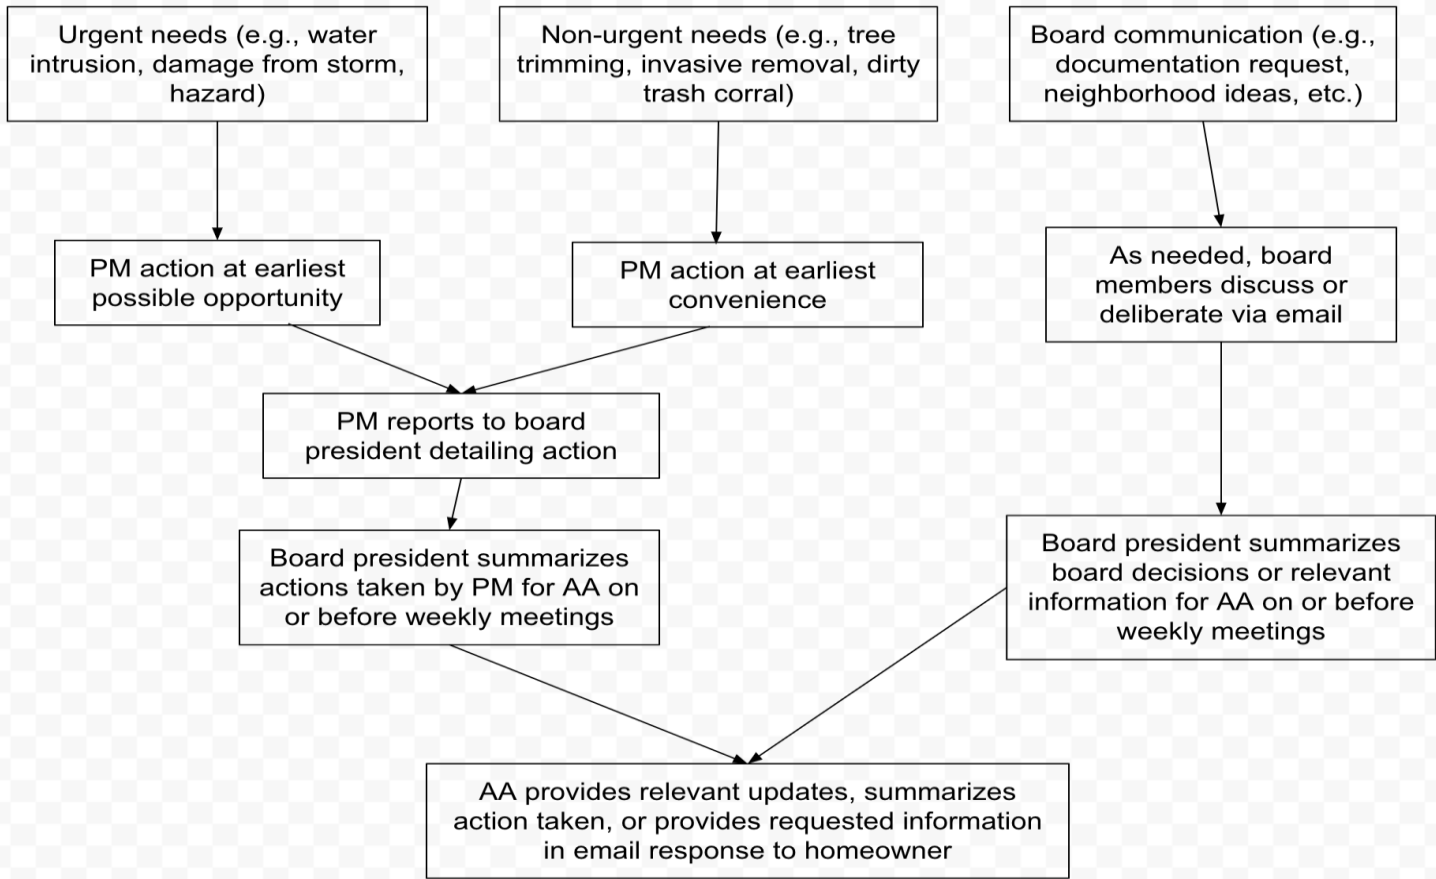 Urgent needs (e.g., water
intrusion, damage from storm,
hazard)
Non-urgent needs (e.g., tree
trimming, invasive removal, dirty
trash corral)
Board communication (e.g.,
documentation request,
neighborhood ideas, etc.)
PM action at earliest
possible opportunity
PM action at earliest
convenience
As needed, board
members discuss or
deliberate via email
PM reports to board
president detailing action
Board president summarizes
actions taken by PM for AA on
or before weekly meetings
Board president summarizes
board decisions or relevant
information for AA on or before
weekly meetings
AA provides relevant updates, summarizes
action taken, or provides requested information
in email response to homeowner